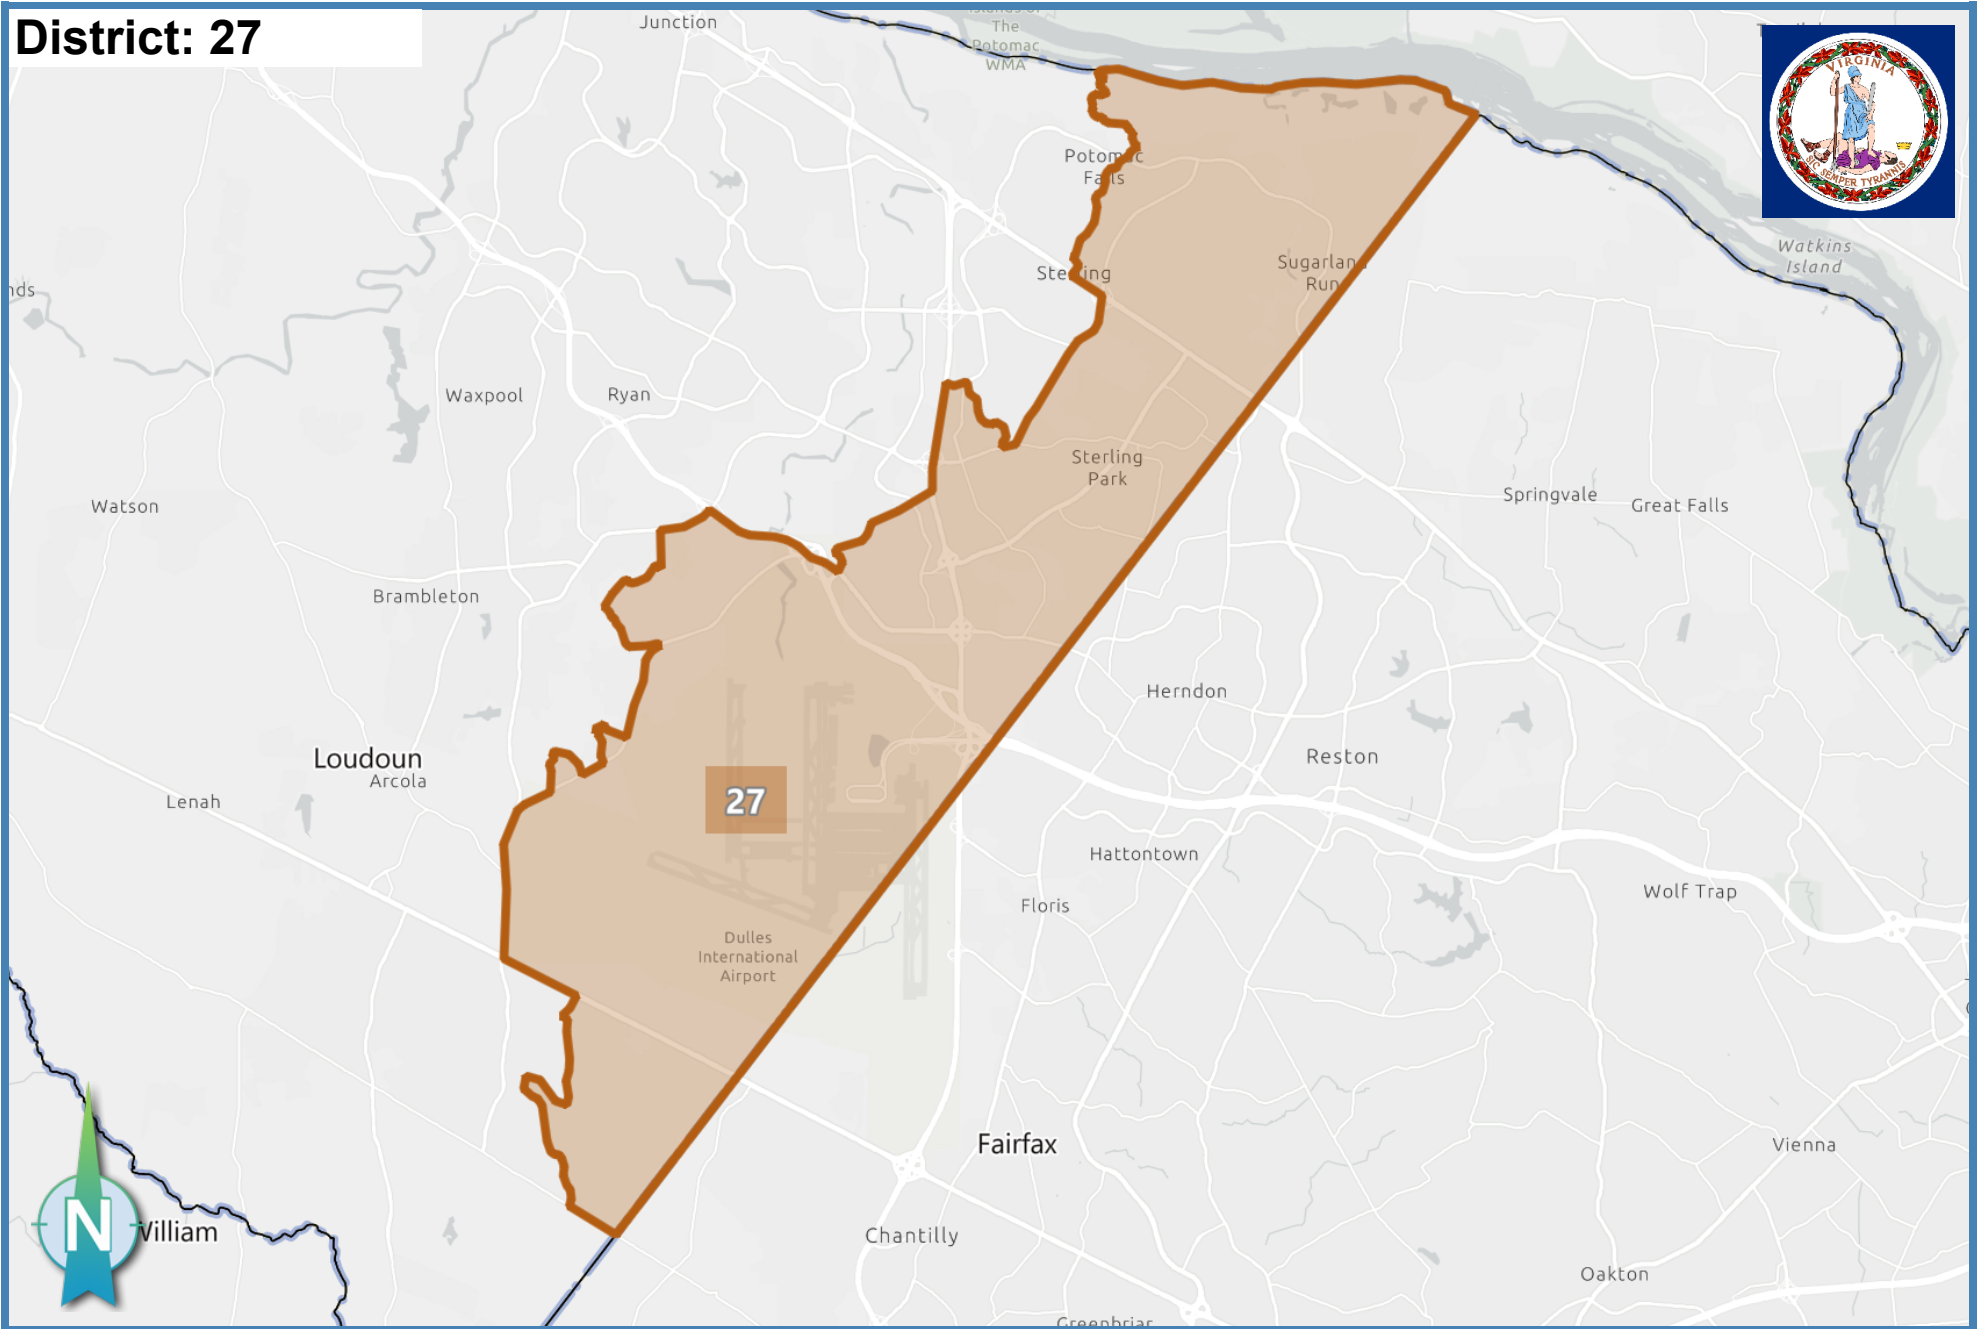 District: 27
Junction
The
Potomac
WMA
VIRGINIA
SIC SEMPER TYRANNIS
Potomac
Falls
Watkins
Island
Sterling
Sugarland
Run
Waxpool
Ryan
Sterling
Park
Watson
Springvale
Great Falls
Brambleton
Herndon
Loudoun
Arcola
Reston
Lenah
27
Hattontown
Wolf Trap
Floris
Dulles
International
Airport
Fairfax
Vienna
N
William
Chantilly
Oakton
Greenbriar